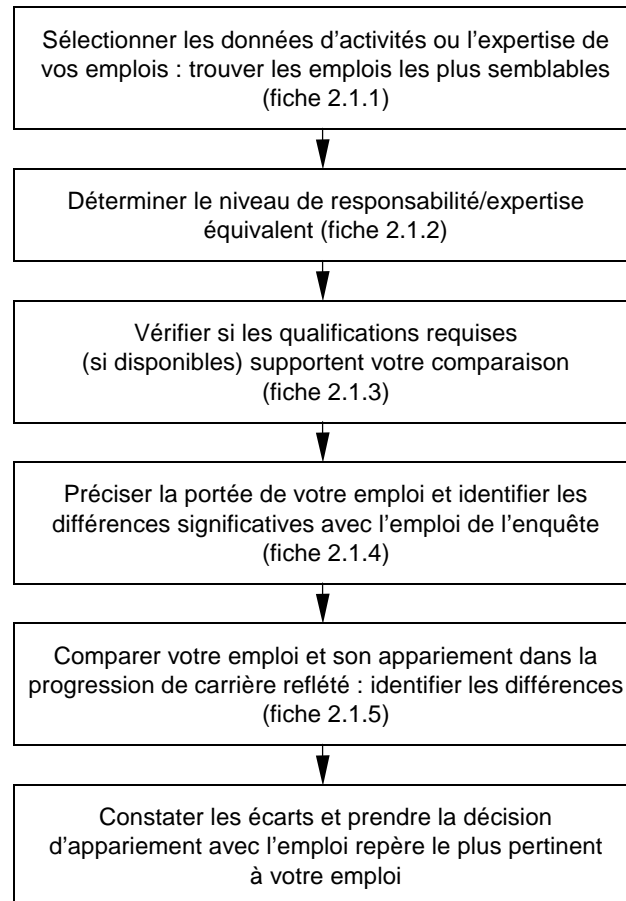 Sélectionner les données d’activités ou l’expertise de
vos emplois : trouver les emplois les plus semblables
(fiche 2.1.1)
Déterminer le niveau de responsabilité/expertise
équivalent (fiche 2.1.2)
Vérifier si les qualifications requises
(si disponibles) supportent votre comparaison
(fiche 2.1.3)
Préciser la portée de votre emploi et identifier les
différences significatives avec l’emploi de l’enquête
(fiche 2.1.4)
Comparer votre emploi et son appariement dans la
progression de carrière reflété : identifier les différences
(fiche 2.1.5)
Constater les écarts et prendre la décision
d’appariement avec l’emploi repère le plus pertinent
à votre emploi